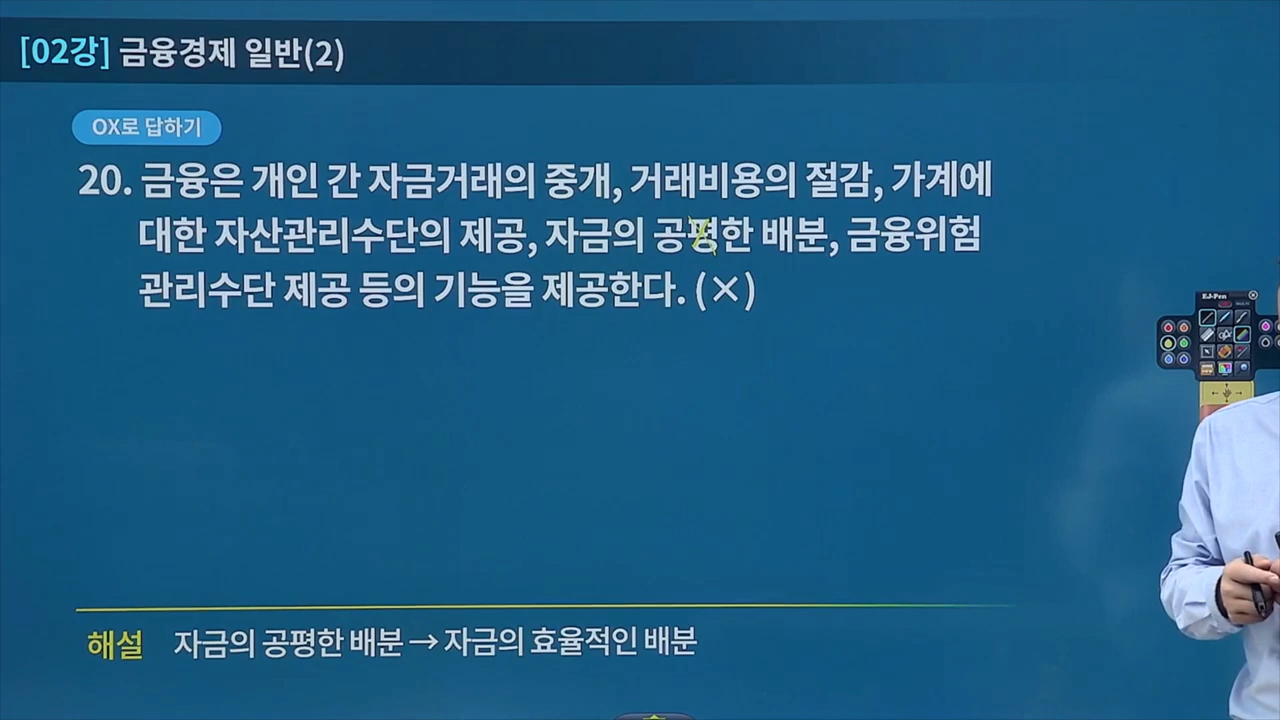 [02강] 금융경제 일반(2)
OX로 답하기
20. 금융은 개인 간 자금거래의 중개, 거래비용의 절감, 가계에
대한 자산관리수단의 제공, 자금의 공평한 배분, 금융위험
관리수단 제공 등의 기능을 제공한다. (×)
EJ-Pen
해설 자금의 공평한 배분 → 자금의 효율적인 배분